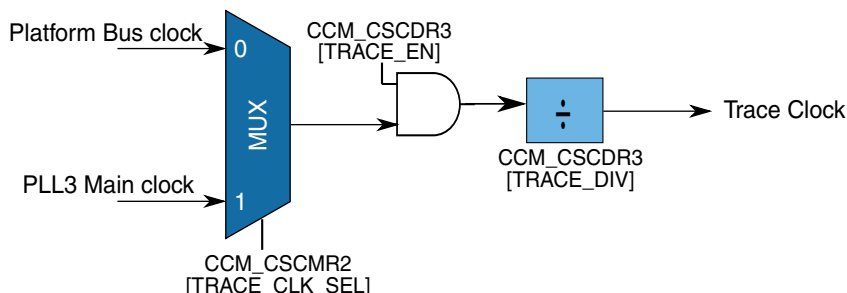 Platform Bus clock
0
CCM_CSCDR3
[TRACE_EN]
MUX
÷
Trace Clock
CCM_CSCDR3
[TRACE_DIV]
PLL3 Main clock
1
CCM_CSCMR2
[TRACE_CLK_SEL]